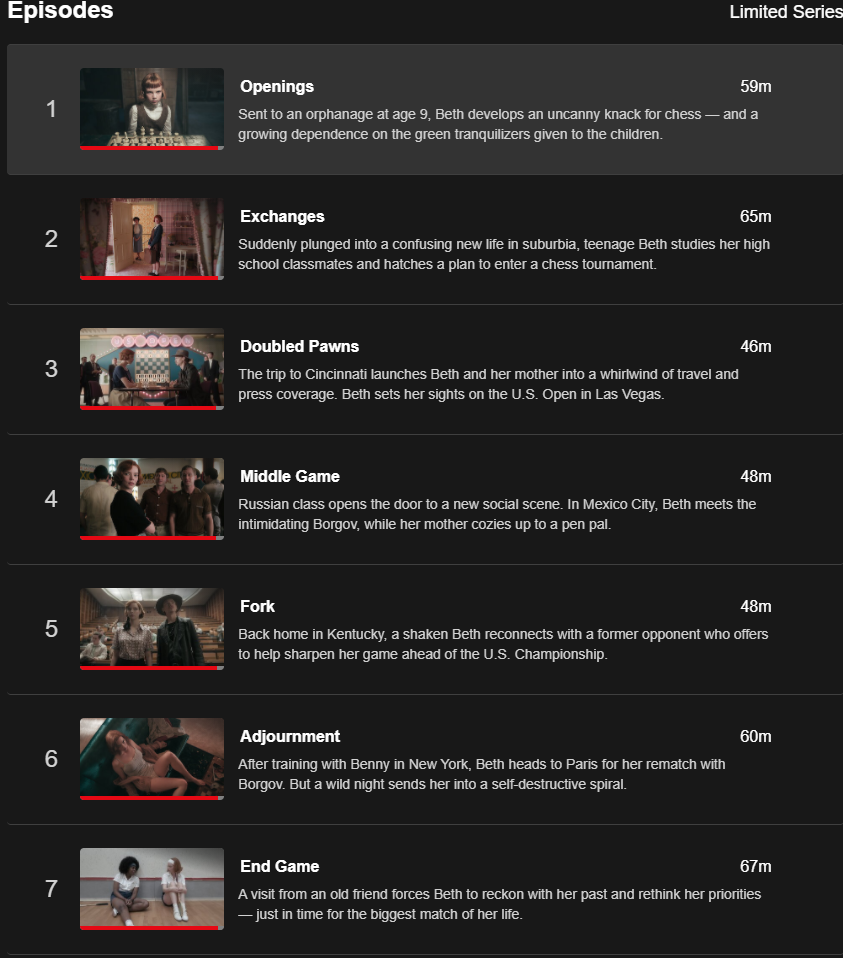 Episodes
Limited Series
1
Openings
59m
Sent to an orphanage at age 9, Beth develops an uncanny knack for chess — and a
growing dependence on the green tranquilizers given to the children.
2
Exchanges
65m
Suddenly plunged into a confusing new life in suburbia, teenage Beth studies her high
school classmates and hatches a plan to enter a chess tournament.
3
Doubled Pawns
46m
The trip to Cincinnati launches Beth and her mother into a whirlwind of travel and
press coverage. Beth sets her sights on the U.S. Open in Las Vegas.
4
Middle Game
48m
Russian class opens the door to a new social scene. In Mexico City, Beth meets the
intimidating Borgov, while her mother cozies up to a pen pal.
5
Fork
48m
Back home in Kentucky, a shaken Beth reconnects with a former opponent who offers
to help sharpen her game ahead of the U.S. Championship.
6
Adjournment
60m
After training with Benny in New York, Beth heads to Paris for her rematch with
Borgov. But a wild night sends her into a self-destructive spiral.
7
End Game
67m
A visit from an old friend forces Beth to reckon with her past and rethink her priorities
— just in time for the biggest match of her life.